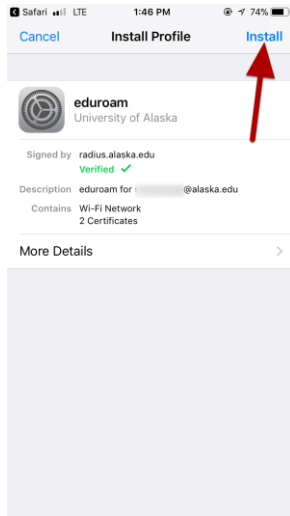 Safari LTE 1:46 PM 74%
Cancel Install Profile Install
eduroam
University of Alaska
Signed by radius.alaska.edu
Verified
Description eduroam for @alaska.edu
Contains Wi-Fi Network
2 Certificates
More Details